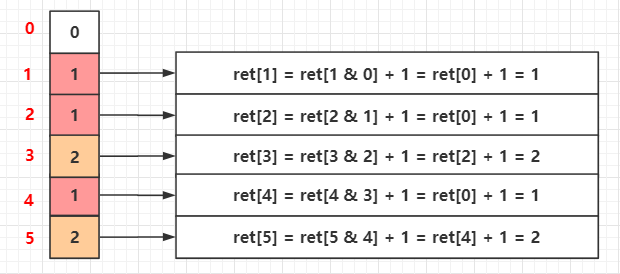 0 0
1 1 ret[1] = ret[1 & 0] + 1 = ret[0] + 1 = 1
2 1 ret[2] = ret[2 & 1] + 1 = ret[0] + 1 = 1
3 2 ret[3] = ret[3 & 2] + 1 = ret[2] + 1 = 2
4 1 ret[4] = ret[4 & 3] + 1 = ret[0] + 1 = 1
5 2 ret[5] = ret[5 & 4] + 1 = ret[4] + 1 = 2